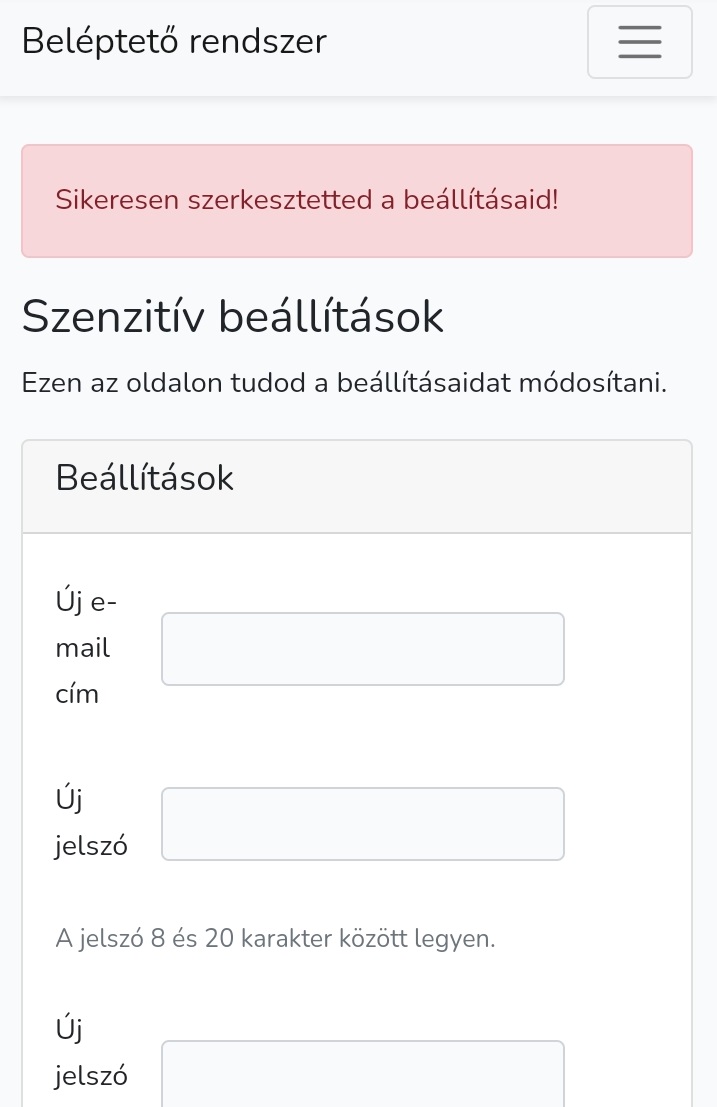 Beléptető rendszer
Sikeresen szerkesztetted a beállításaid!
Szenzitív beállítások
Ezen az oldalon tudod a beállításaidat módosítani.
Beállítások
Új e-
mail
cím
Új
jelszó
A jelszó 8 és 20 karakter között legyen.
Új
jelszó